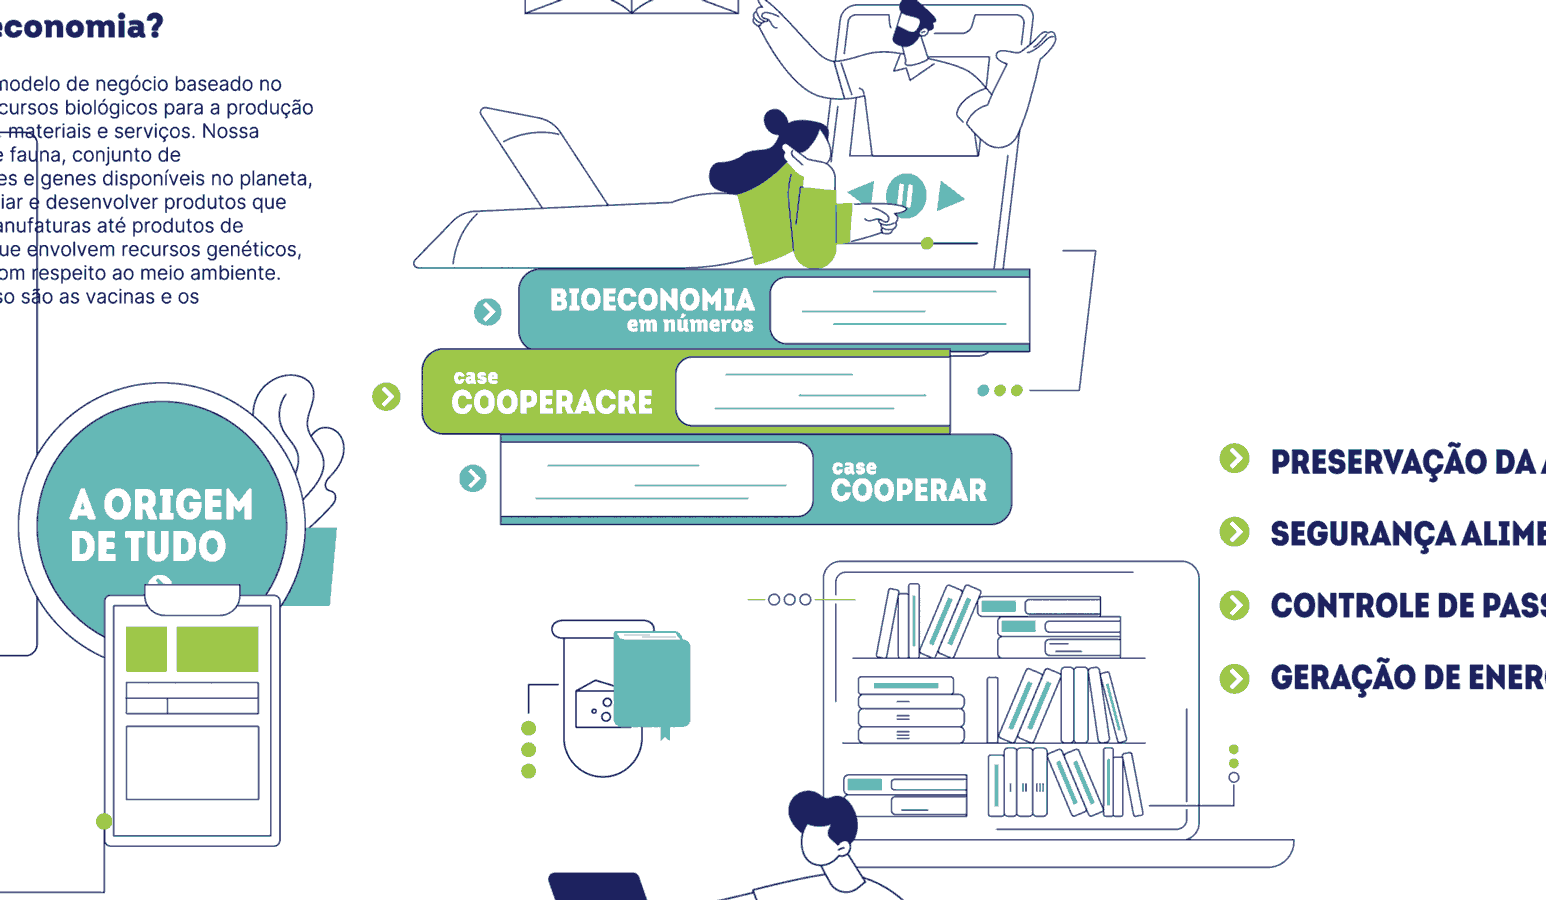 economia?
modelo de negócio baseado no
cursos biológicos para a produção
materiais e serviços. Nossa
e fauna, conjunto de
es e genes disponíveis no planeta,
iar e desenvolver produtos que
anufaturas até produtos de
ue envolvem recursos genéticos,
om respeito ao meio ambiente.
so são as vacinas e os
BIOECONOMIA
em números
case
COOPERACRE
case
COOPERAR
A ORIGEM
DE TUDO
PRESERVAÇÃO DA A
SEGURANÇA ALIME
CONTROLE DE PASS
GERAÇÃO DE ENERG